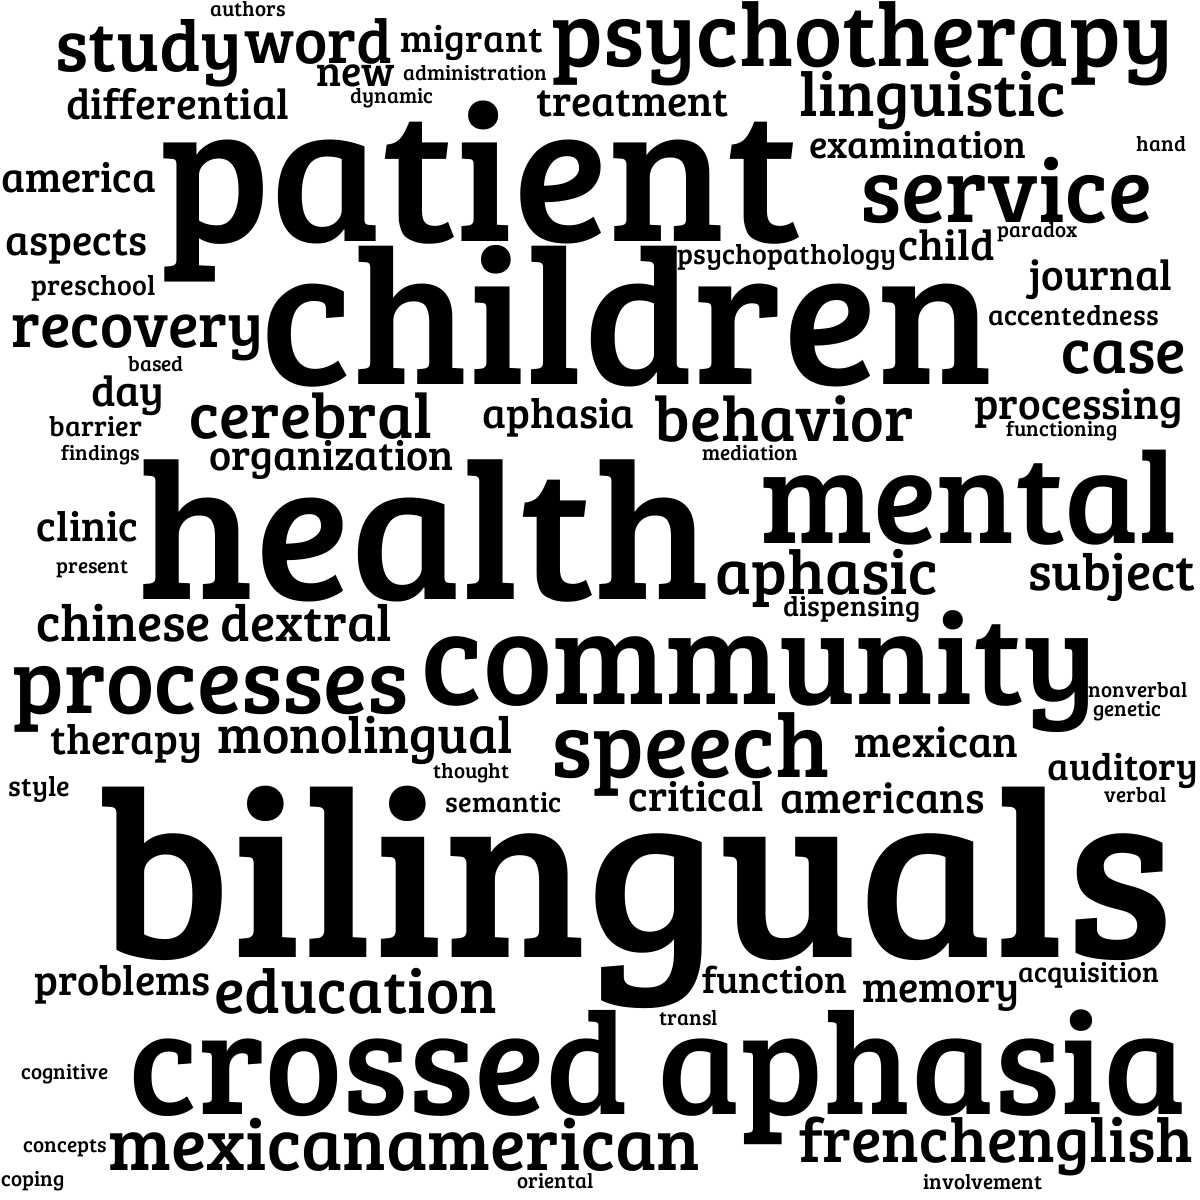 authors
study word migrant psychotherapy
new administration
differential dynamic treatment linguistic
patient examination hand
america service
aspects paradox
psychopathology child
preschool children journal
recovery accentedness
based case
day cerebral aphasia behavior processing
barrier functioning
findings organization mediation
health mental
clinic
present aphasic subject
dispensing
chinese dextral community
processes nonverbal
genetic
therapy monolingual speech mexican
thought auditory
style semantic critical americans verbal
bilinguals
problems education function memory acquisition
transl
cognitive crossed aphasia
concepts mexicanamerican frenchenglish
coping oriental involvement